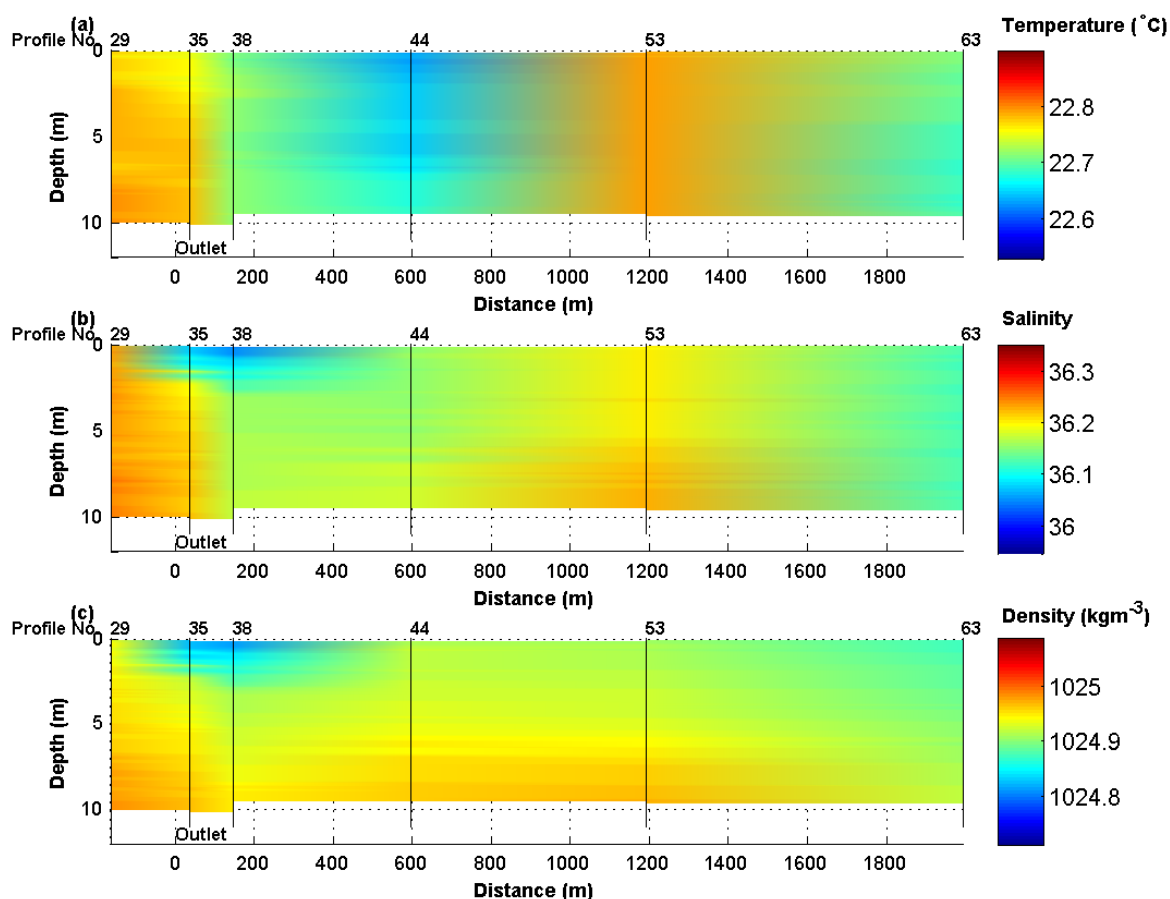 (a) Temperature (°C)
Profile No. 29 35 38 44 53 63
0
5
10
Depth (m)
Outlet
0 200 400 600 800 1000 1200 1400 1600 1800
Distance (m)
22.8
22.7
22.6
(b) Salinity
Profile No. 29 35 38 44 53 63
0
5
10
Depth (m)
Outlet
0 200 400 600 800 1000 1200 1400 1600 1800
Distance (m)
36.3
36.2
36.1
36
(c) Density (kgm⁻³)
Profile No. 29 35 38 44 53 63
0
5
10
Depth (m)
Outlet
0 200 400 600 800 1000 1200 1400 1600 1800
Distance (m)
1025
1024.9
1024.8